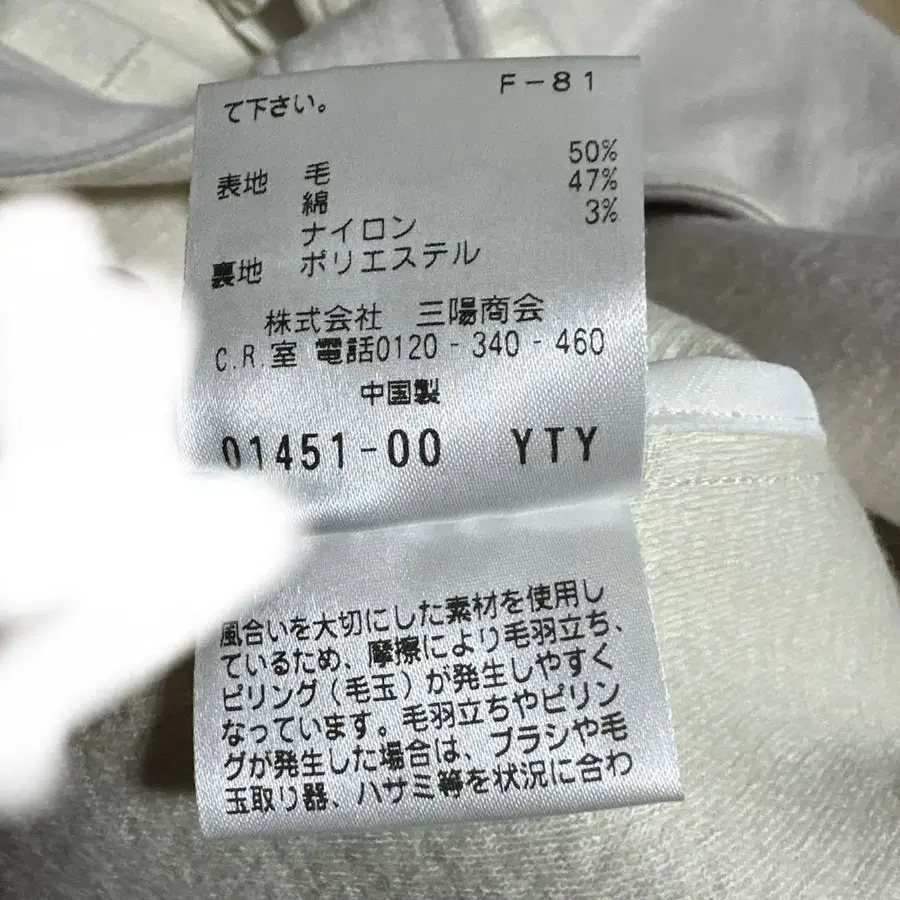 F-81
て下さい。
表地 毛 50%
綿 47%
ナイロン 3%
裏地 ポリエステル
株式会社 三陽商会
C.R.室 電話0120-340-460
中国製
01451-00 YTY
風合いを大切にした素材を使用し
ているため、摩擦により毛羽立ち、
ピリング(毛玉)が発生しやすく
なっています。毛羽立ちやピリン
グが発生した場合は、ブラシや毛
玉取り器、ハサミ等を状況に合わ